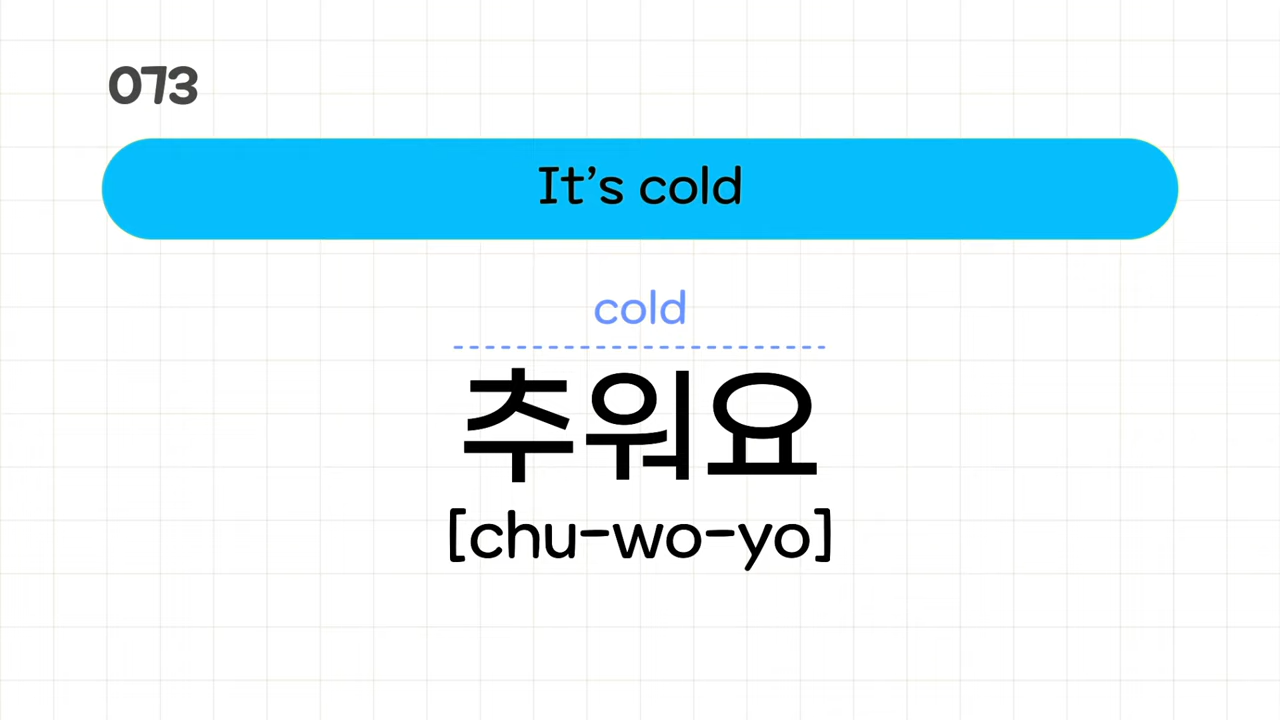 073
It's cold
cold
추워요
[chu-wo-yo]